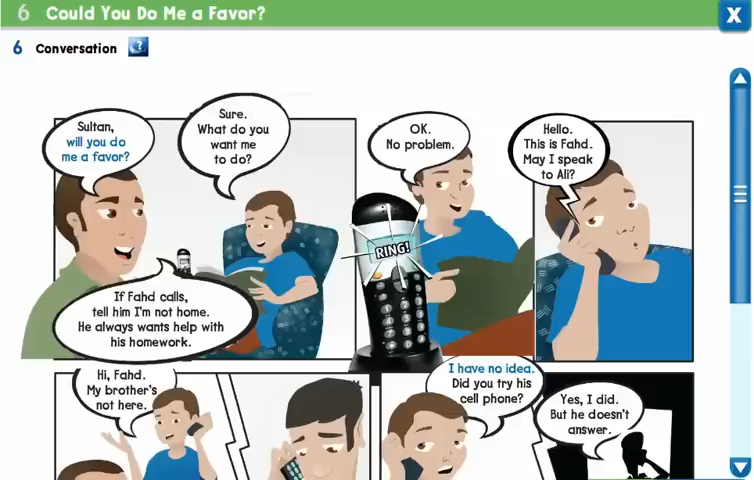 6 Could You Do Me a Favor?
X
6 Conversation
?
Sultan,
will you do
me a favor?
Sure.
What do you
want me
to do?
If Fahd calls,
tell him I'm not home.
He always wants help with
his homework.
OK.
No problem.
RING!
Hello.
This is Fahd.
May I speak
to Ali?
Hi, Fahd.
My brother's
not here.
I have no idea.
Did you try his
cell phone?
Yes, I did.
But he doesn't
answer.